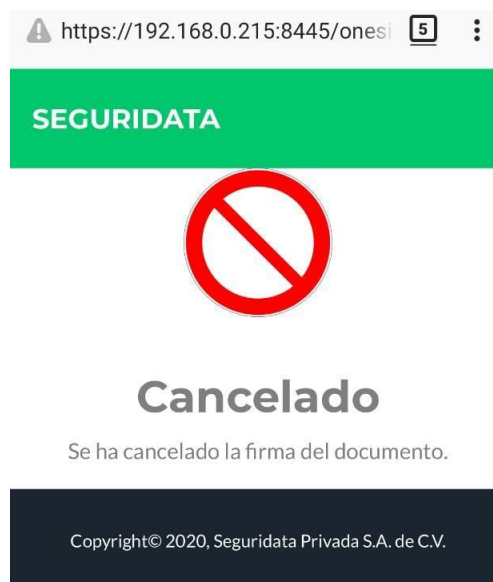 https://192.168.0.215:8445/onesi 5
SEGURIDATA
Cancelado
Se ha cancelado la firma del documento.
Copyright© 2020, Seguridata Privada S.A. de C.V.